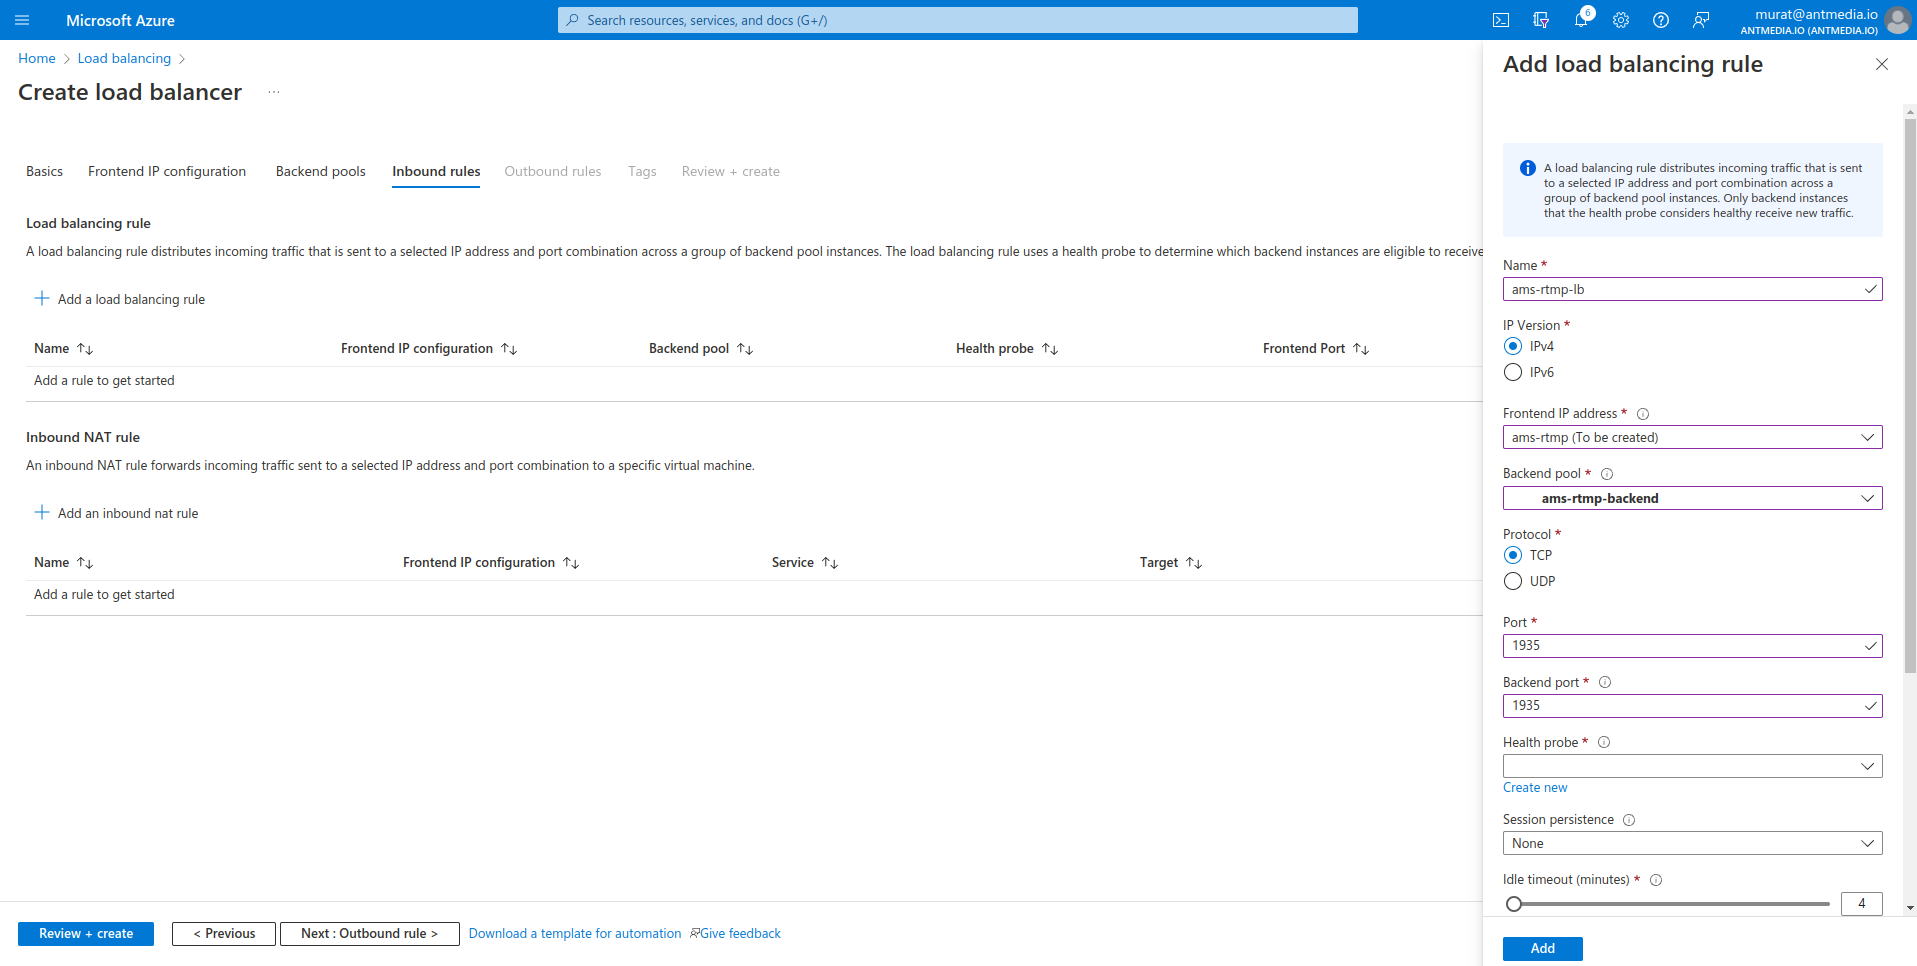 Microsoft Azure
Search resources, services, and docs (G+/)
6
murat@antmedia.io
ANTMEDIA.IO (ANTMEDIA.IO)
Home > Load balancing >
Create load balancer ...
Basics
Frontend IP configuration
Backend pools
Inbound rules
Outbound rules
Tags
Review + create
Load balancing rule
A load balancing rule distributes incoming traffic that is sent to a selected IP address and port combination across a group of backend pool instances. The load balancing rule uses a health probe to determine which backend instances are eligible to receive
+ Add a load balancing rule
Name ↑↓ Frontend IP configuration ↑↓ Backend pool ↑↓ Health probe ↑↓ Frontend Port ↑↓
Add a rule to get started
Inbound NAT rule
An inbound NAT rule forwards incoming traffic sent to a selected IP address and port combination to a specific virtual machine.
+ Add an inbound nat rule
Name ↑↓ Frontend IP configuration ↑↓ Service ↑↓ Target ↑↓
Add a rule to get started
Review + create
< Previous
Next : Outbound rule >
Download a template for automation
Give feedback
Add load balancing rule
A load balancing rule distributes incoming traffic that is sent
to a selected IP address and port combination across a
group of backend pool instances. Only backend instances
that the health probe considers healthy receive new traffic.
Name *
ams-rtmp-lb
IP Version *
IPv4
IPv6
Frontend IP address *
ams-rtmp (To be created)
Backend pool *
ams-rtmp-backend
Protocol *
TCP
UDP
Port *
1935
Backend port *
1935
Health probe *
Create new
Session persistence
None
Idle timeout (minutes) *
4
Add